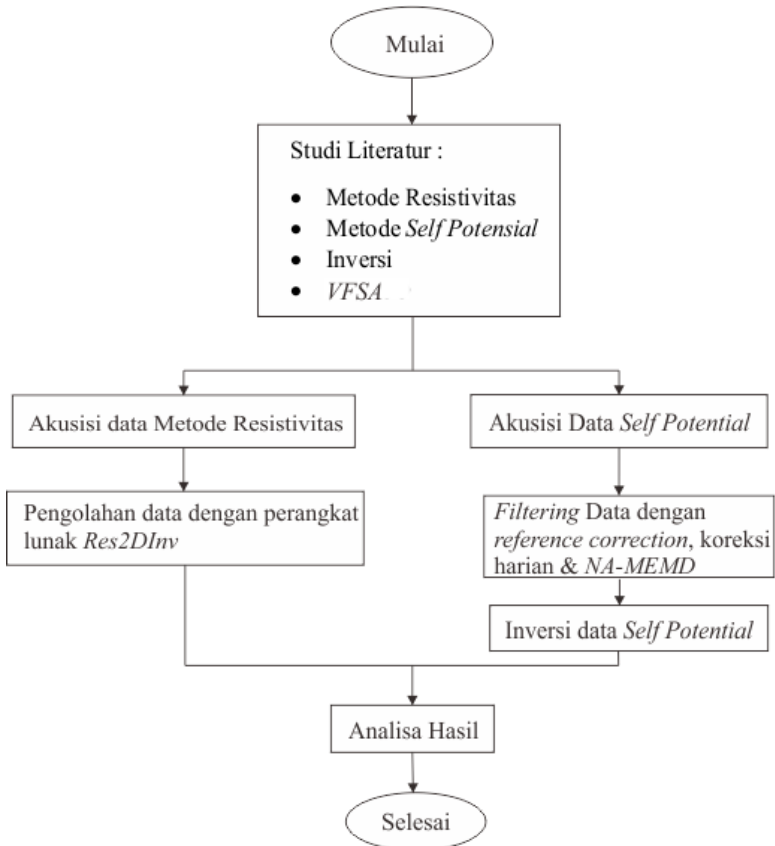 Mulai
Studi Literatur :
• Metode Resistivitas
• Metode Self Potensial
• Inversi
• VFSA
Akusisi data Metode Resistivitas
Akusisi Data Self Potential
Pengolahan data dengan perangkat
lunak Res2DInv
Filtering Data dengan
reference correction, koreksi
harian & NA-MEMD
Inversi data Self Potential
Analisa Hasil
Selesai